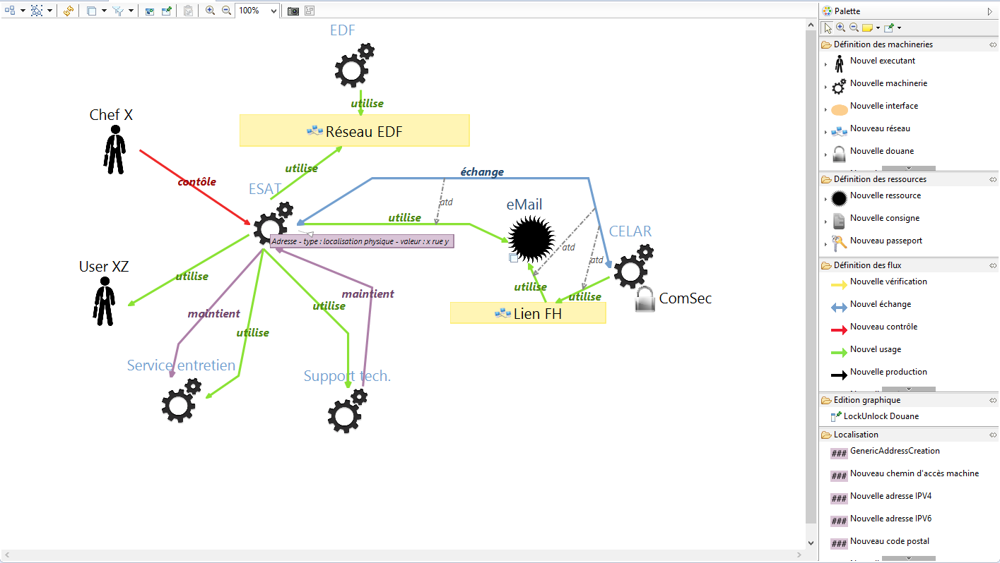 100%
EDF
utilise
Réseau EDF
Chef X
contôle
utilise
ESAT
échange
atd
utilise
eMail
CELAR
Adresse - type : localisation physique - valeur : x rue y
atd
atd
User XZ
utilise
maintient
utilise
utilise
ComSec
maintient
utilise
Lien FH
utilise
Service entretien
Support tech.
Palette
Définition des machineries
Nouvel executant
Nouvelle machinerie
Nouvelle interface
Nouveau réseau
Nouvelle douane
Définition des ressources
Nouvelle ressource
Nouvelle consigne
Nouveau passeport
Définition des flux
Nouvelle vérification
Nouvel échange
Nouveau contrôle
Nouvel usage
Nouvelle production
Edition graphique
LockUnlock Douane
Localisation
### GenericAddressCreation
### Nouveau chemin d'accès machine
### Nouvelle adresse IPV4
### Nouvelle adresse IPV6
### Nouveau code postal